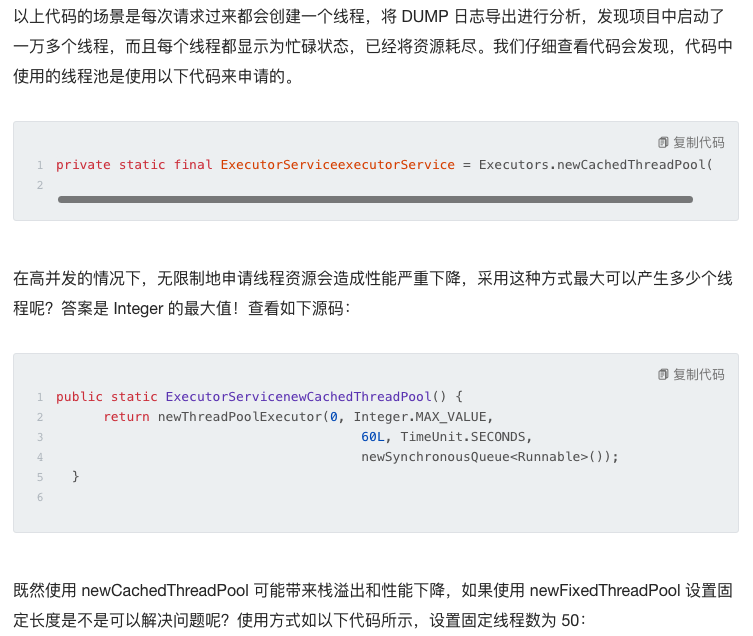 以上代码的场景是每次请求过来都会创建一个线程，将 DUMP 日志导出进行分析，发现项目中启动了
一万多个线程，而且每个线程都显示为忙碌状态，已经将资源耗尽。我们仔细查看代码会发现，代码中
使用的线程池是使用以下代码来申请的。
复制代码
1 private static final ExecutorServiceexecutorService = Executors.newCachedThreadPool(
2
在高并发的情况下，无限制地申请线程资源会造成性能严重下降，采用这种方式最大可以产生多少个线
程呢？答案是 Integer 的最大值！查看如下源码：
复制代码
1 public static ExecutorServicenewCachedThreadPool() {
2 return newThreadPoolExecutor(0, Integer.MAX_VALUE,
3 60L, TimeUnit.SECONDS,
4 newSynchronousQueue<Runnable>());
5 }
6
既然使用 newCachedThreadPool 可能带来栈溢出和性能下降，如果使用 newFixedThreadPool 设置固
定长度是不是可以解决问题呢？使用方式如以下代码所示，设置固定线程数为 50：